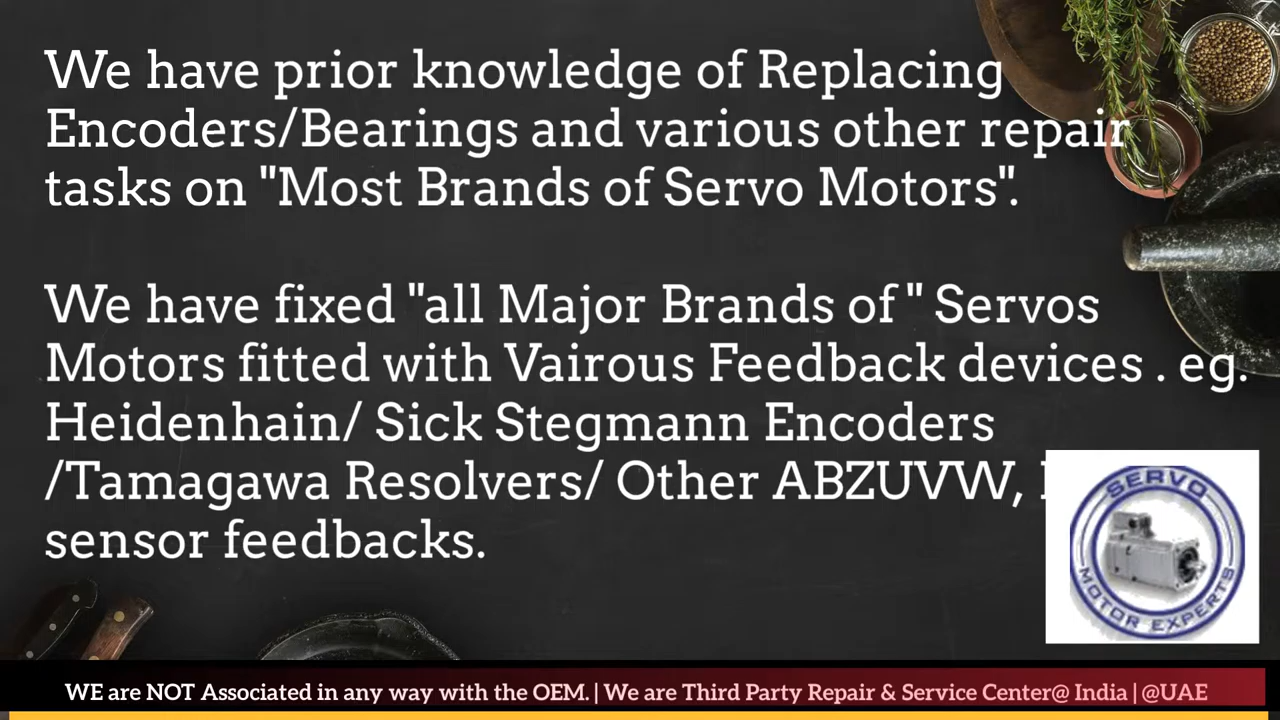 We have prior knowledge of Replacing
Encoders/Bearings and various other repair
tasks on "Most Brands of Servo Motors".
We have fixed "all Major Brands of " Servos
Motors fitted with Vairous Feedback devices . eg.
Heidenhain/ Sick Stegmann Encoders
/Tamagawa Resolvers/ Other ABZUVW,
sensor feedbacks.
SERVO
MOTOR EXPERTS
WE are NOT Associated in any way with the OEM. | We are Third Party Repair & Service Center@ India | @UAE